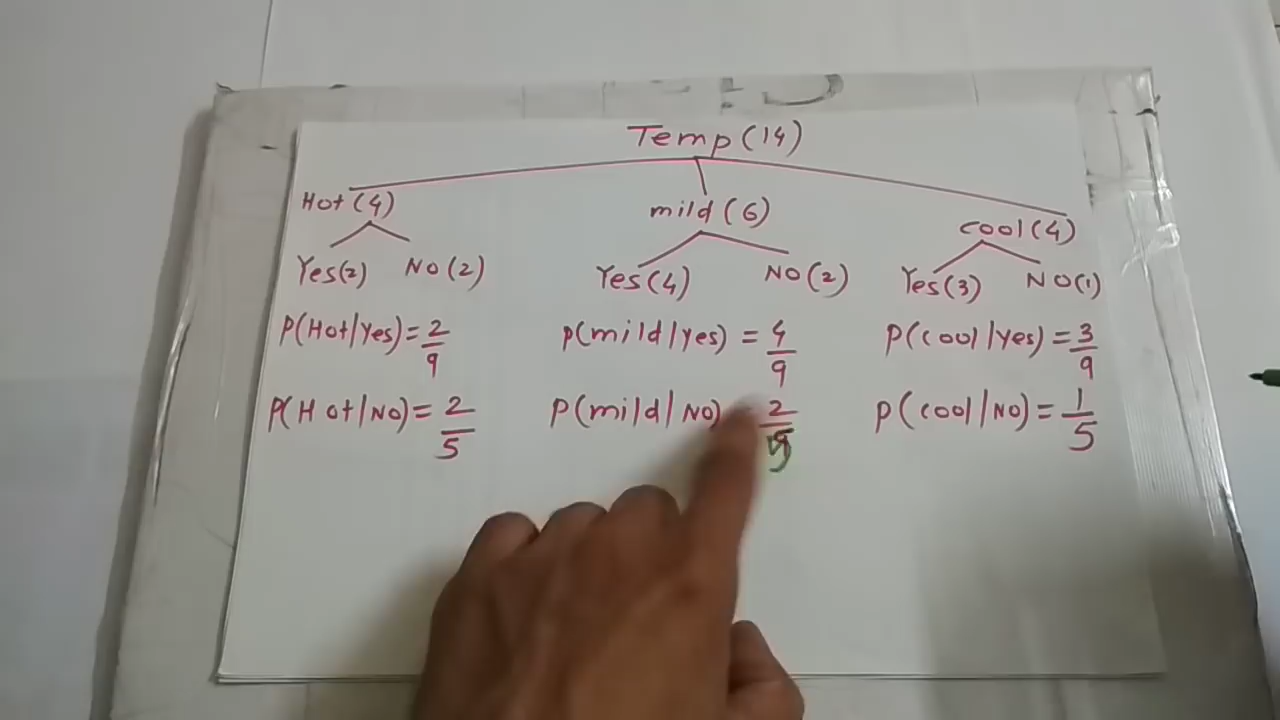 Temp(14)
Hot(4) mild(6) cool(4)
Yes(2) NO(2) Yes(4) NO(2) Yes(3) NO(1)
P(Hot/Yes)=2/9 P(mild/Yes)=4/9 P(cool/Yes)=3/9
P(Hot/NO)=2/5 P(mild/NO)=2/5 P(cool/NO)=1/5